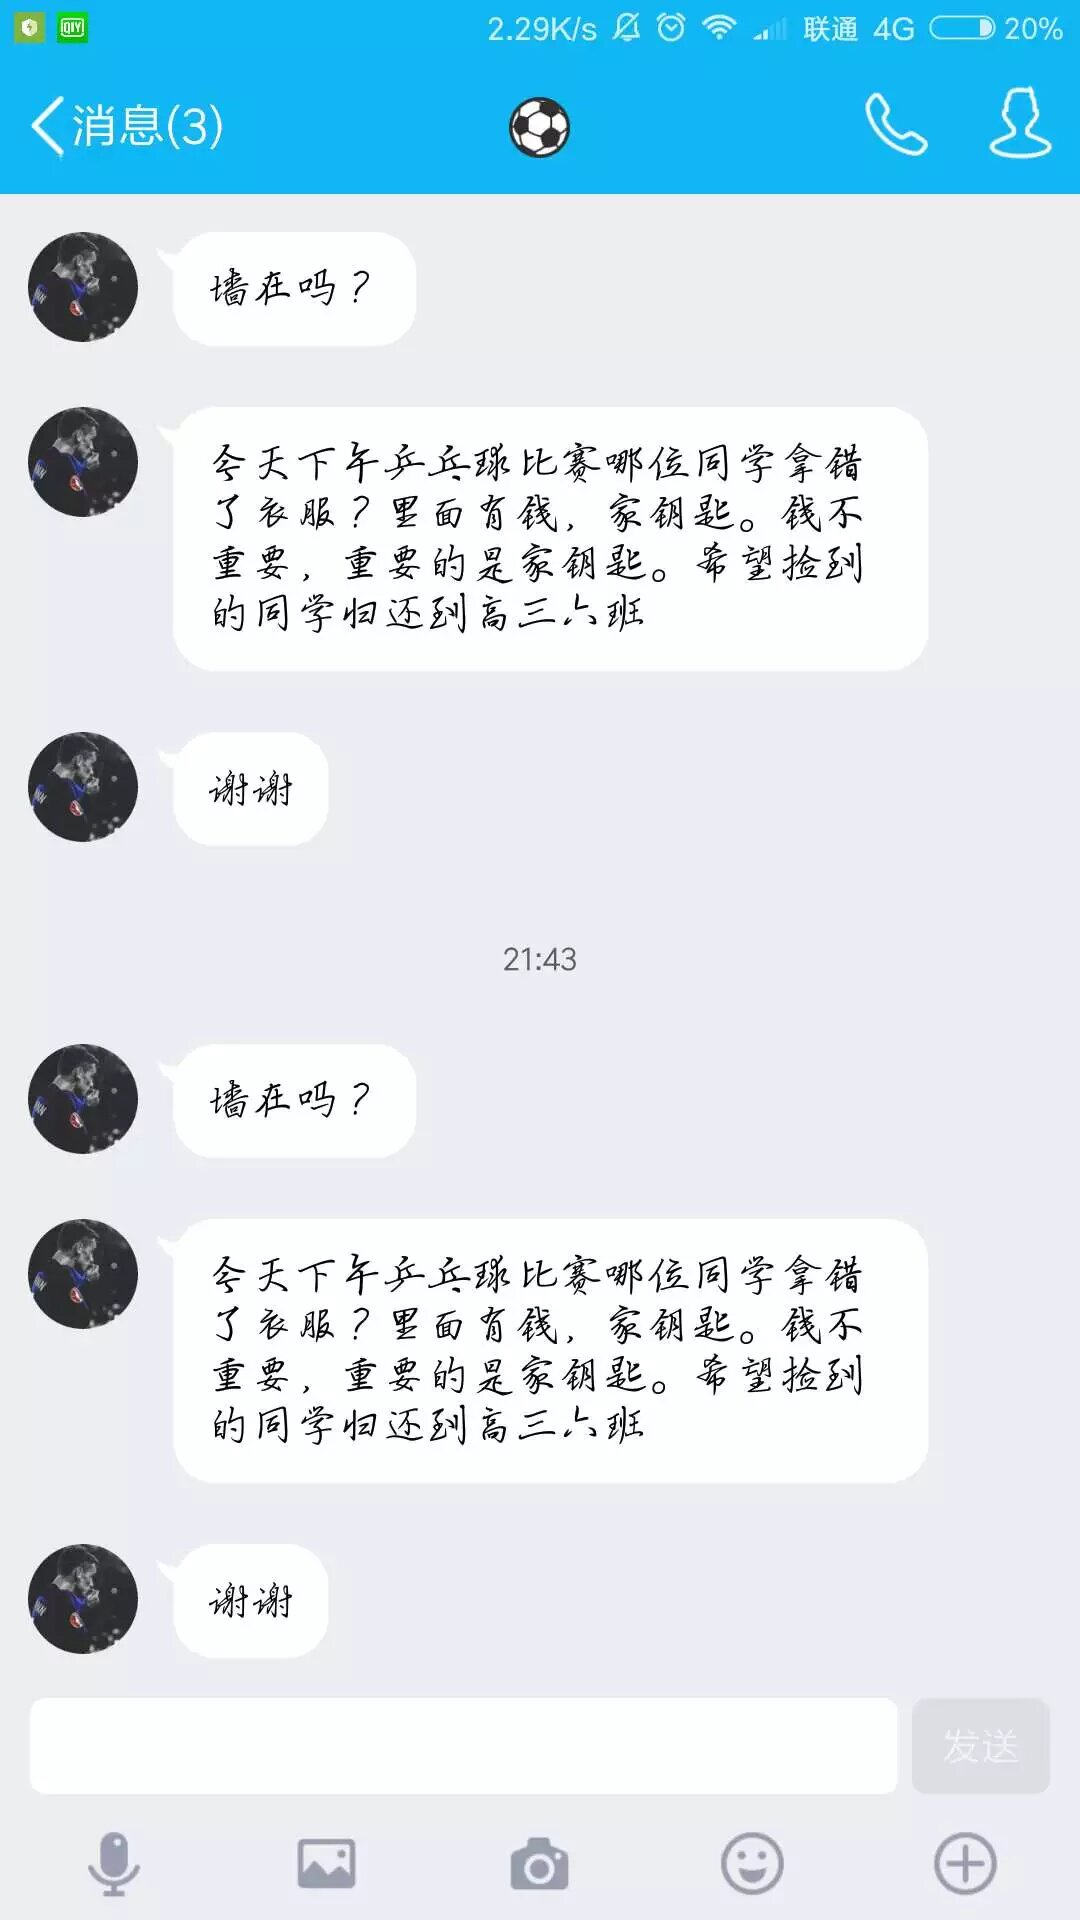 2.29K/s 联通 4G 20%
消息(3)
墙在吗？
今天下午乒乓球比赛哪位同学拿错
了衣服？里面有钱，家钥匙。钱不
重要，重要的是家钥匙。希望捡到
的同学归还到高三六班
谢谢
21:43
墙在吗？
今天下午乒乓球比赛哪位同学拿错
了衣服？里面有钱，家钥匙。钱不
重要，重要的是家钥匙。希望捡到
的同学归还到高三六班
谢谢
发送